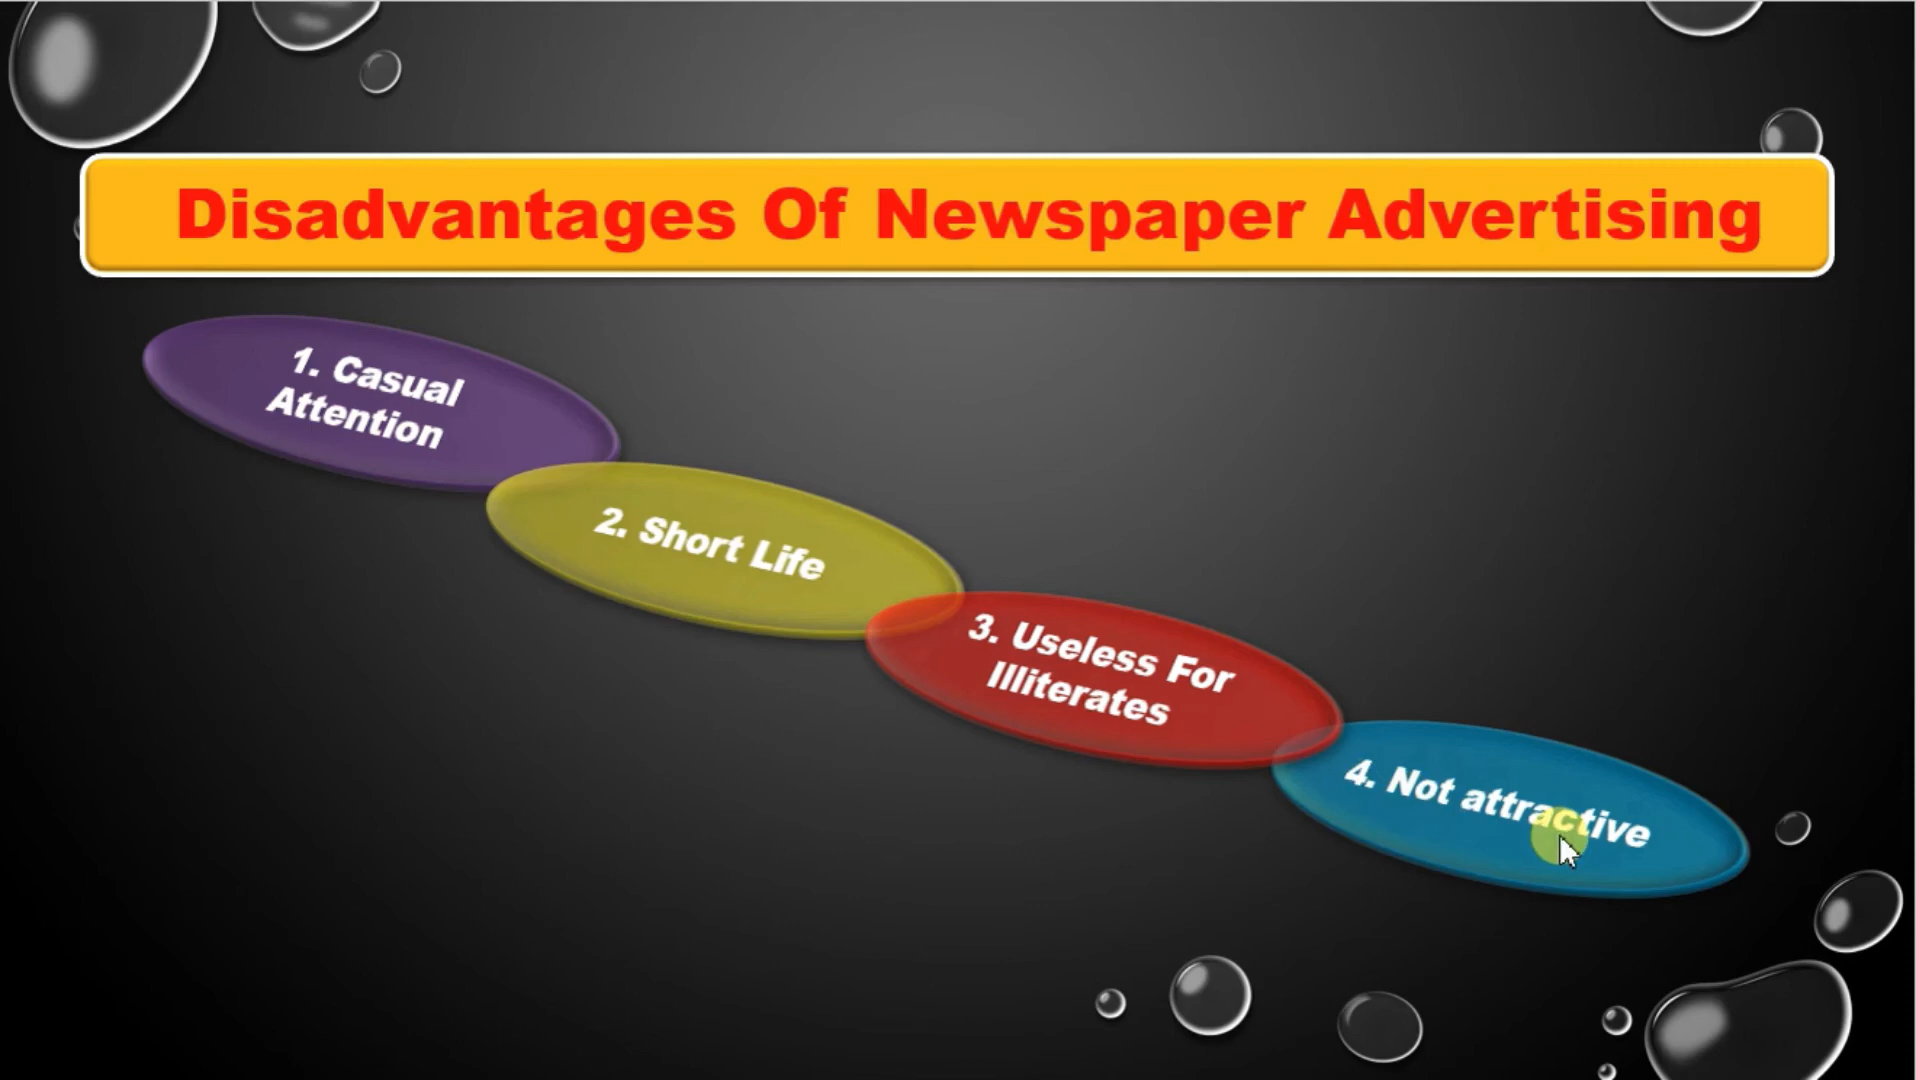 Disadvantages Of Newspaper Advertising
1. Casual
Attention
2. Short Life
3. Useless For
Illiterates
4. Not attractive